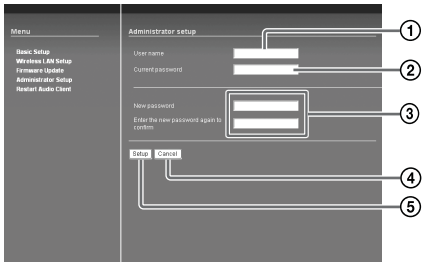 Menu
Basic Setup
Wireless LAN Setup
Firmware Update
Administrator Setup
Restart Audio Client
Administrator setup
User name
Current password
New password
Enter the new password again to
confirm
Setup Cancel
1
2
3
4
5